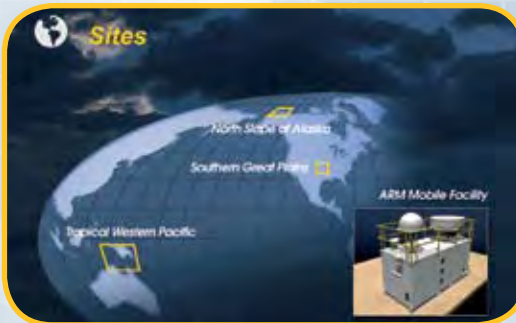 Sites
North Slope of Alaska
Southern Great Plains
ARM Mobile Facility
Tropical Western Pacific